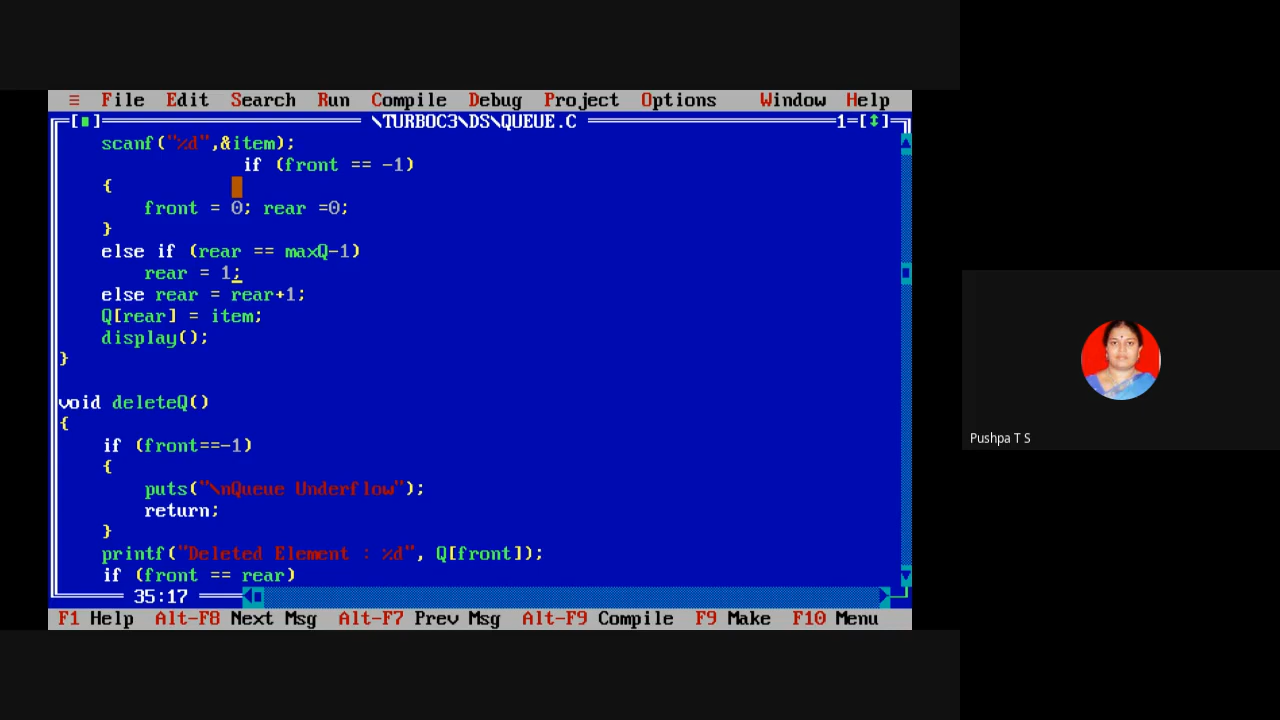 ≡ File Edit Search Run Compile Debug Project Options Window Help
[■] \TURBOC3\DS\QUEUE.C 1=[↕]
scanf("%d",&item);
if (front == -1)
{
front = 0; rear =0;
}
else if (rear == maxQ-1)
rear = 1;
else rear = rear+1;
Q[rear] = item;
display();
}
void deleteQ()
{
if (front==-1)
{
puts("\nQueue Underflow");
return;
}
printf("Deleted Element : %d", Q[front]);
if (front == rear)
35:17
F1 Help Alt-F8 Next Msg Alt-F7 Prev Msg Alt-F9 Compile F9 Make F10 Menu
Pushpa T S